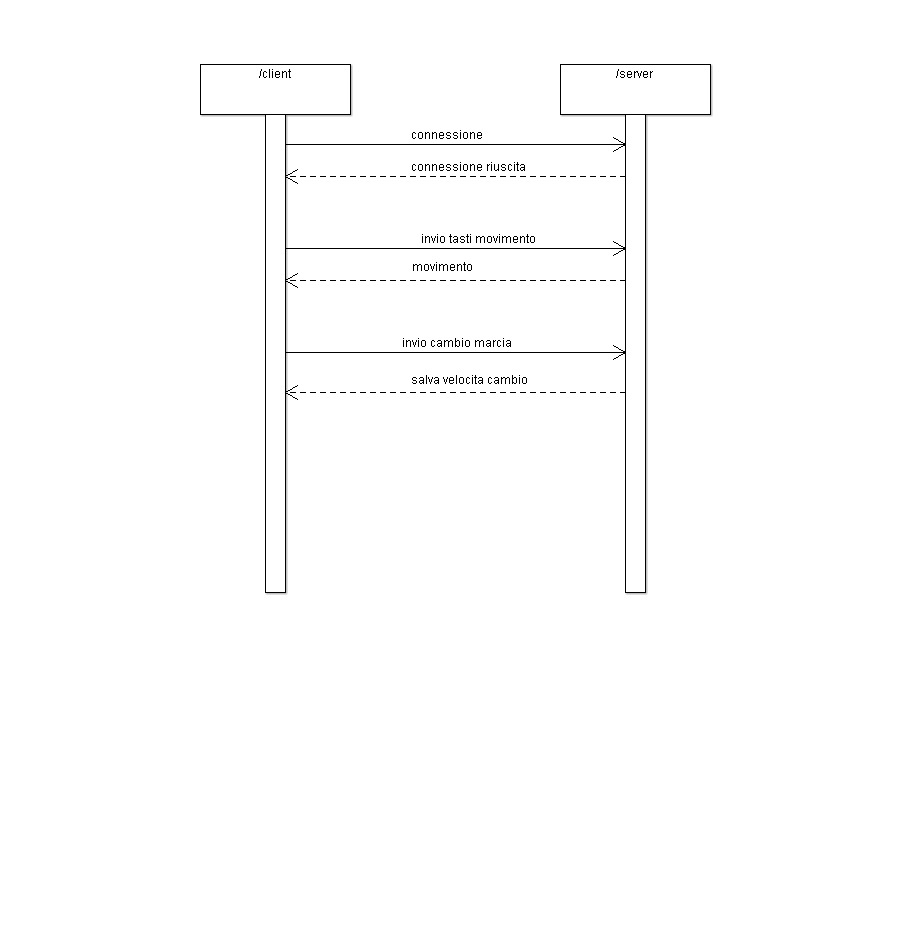 /client
/server
connessione
connessione riuscita
invio tasti movimento
movimento
invio cambio marcia
salva velocita cambio